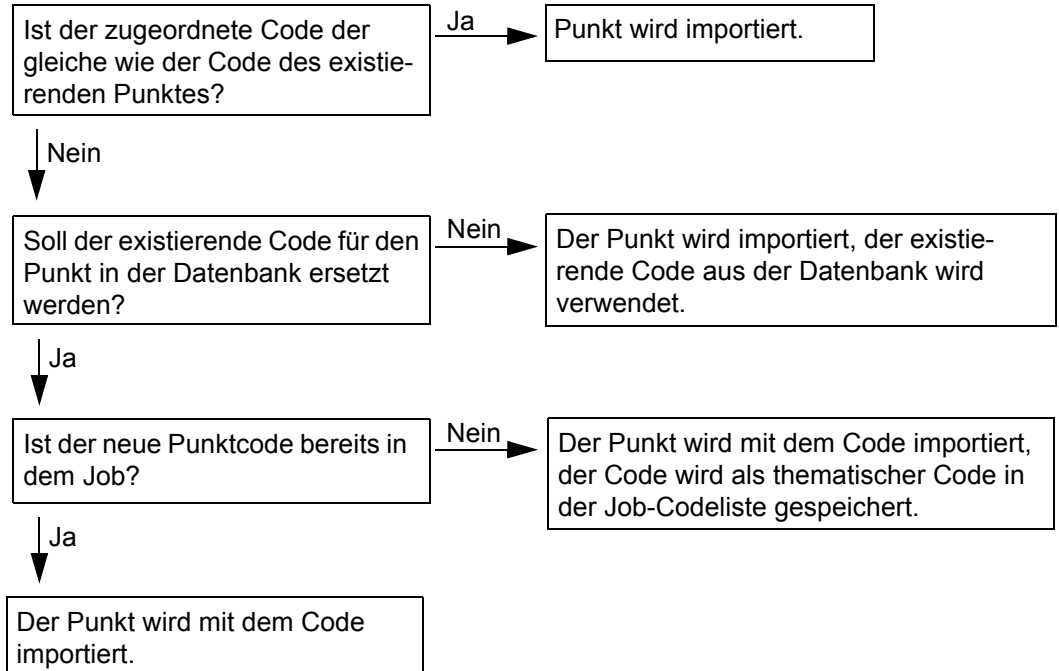 Ist der zugeordnete Code der
gleiche wie der Code des existie-
renden Punktes?
Ja
Punkt wird importiert.
Nein
Soll der existierende Code für den
Punkt in der Datenbank ersetzt
werden?
Nein
Der Punkt wird importiert, der existie-
rende Code aus der Datenbank wird
verwendet.
Ja
Ist der neue Punktcode bereits in
dem Job?
Nein
Der Punkt wird mit dem Code importiert,
der Code wird als thematischer Code in
der Job-Codeliste gespeichert.
Ja
Der Punkt wird mit dem Code
importiert.